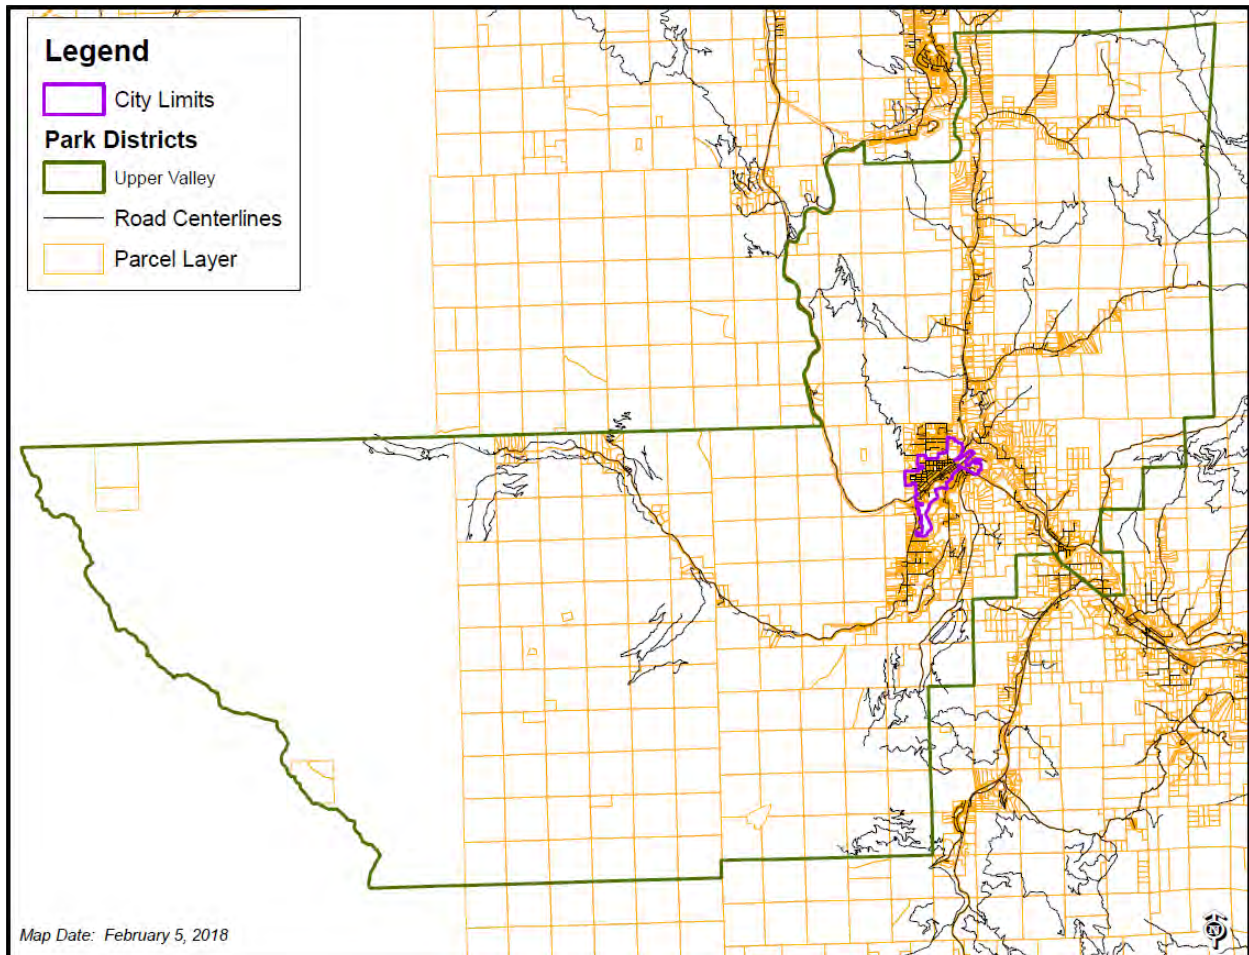 Legend
City Limits
Park Districts
Upper Valley
Road Centerlines
Parcel Layer
Map Date: February 5, 2018
N